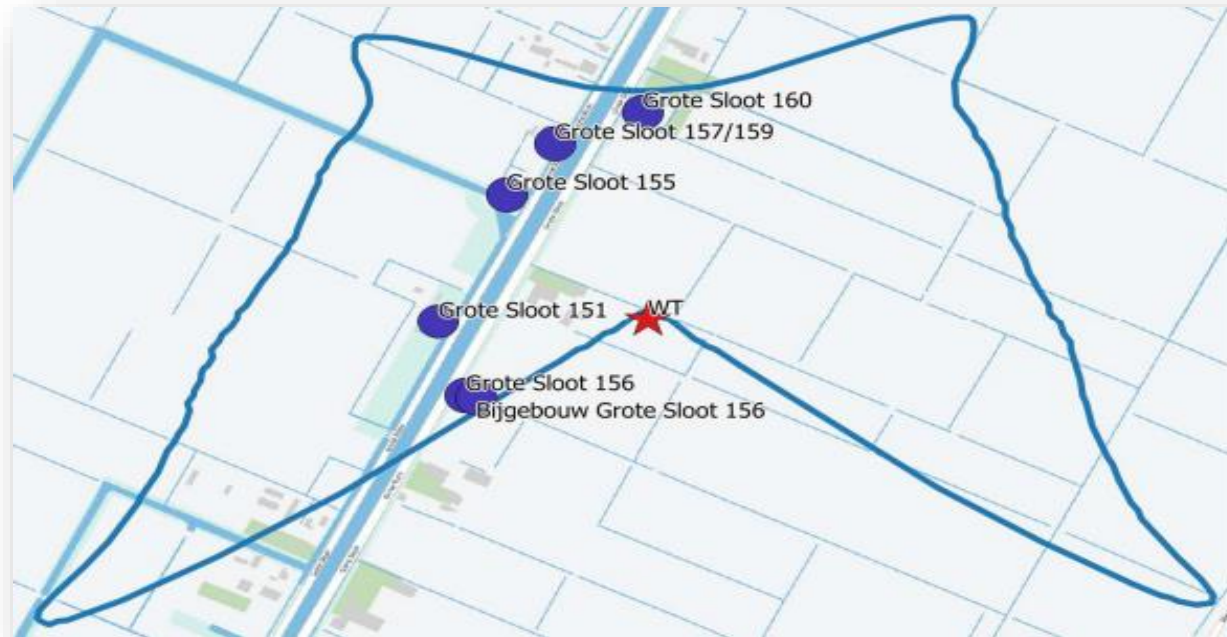 Grote Sloot 160
Grote Sloot 157/159
Grote Sloot 155
WT
Grote Sloot 151
Grote Sloot 156
Bijgebouw Grote Sloot 156